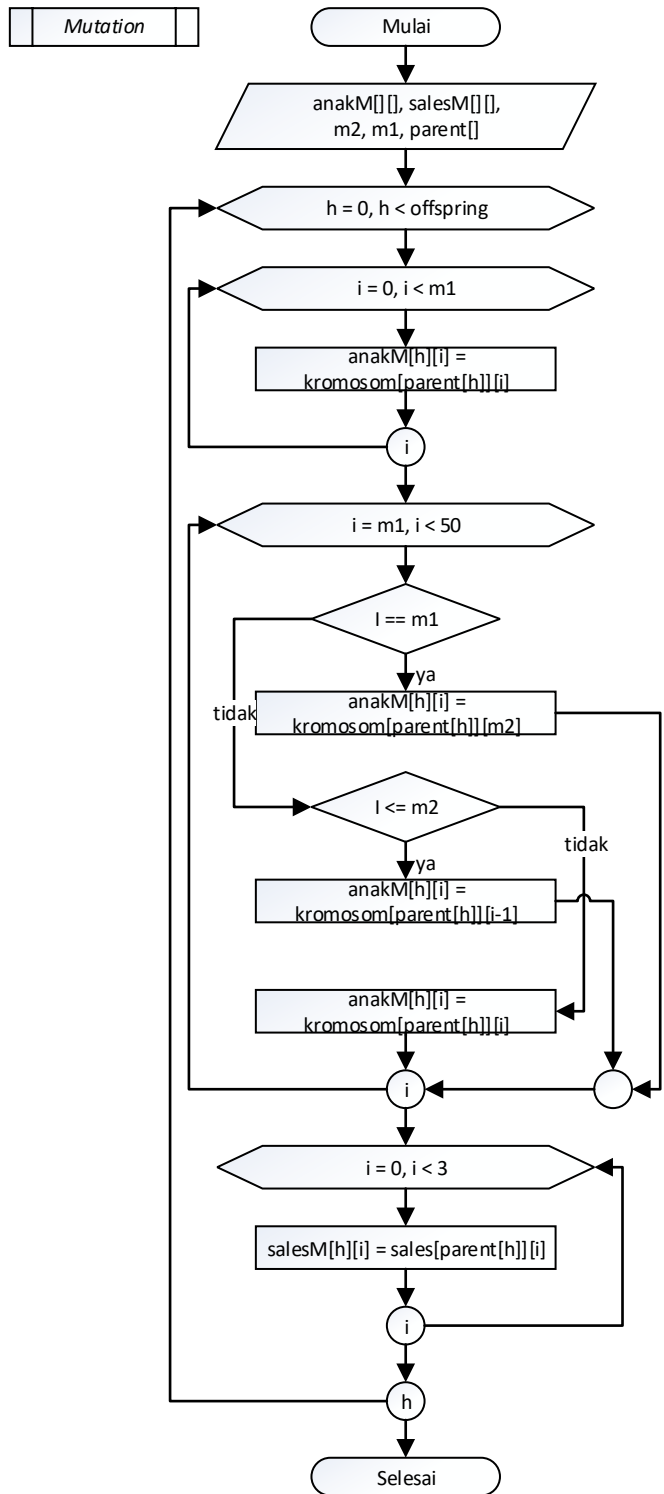 Mutation
Mulai
anakM[][], salesM[][],
m2, m1, parent[]
h = 0, h < offspring
i = 0, i < m1
anakM[h][i] =
kromosom[parent[h]][i]
i
i = m1, i < 50
I == m1
ya
tidak
anakM[h][i] =
kromosom[parent[h]][m2]
I <= m2
tidak
ya
anakM[h][i] =
kromosom[parent[h]][i-1]
anakM[h][i] =
kromosom[parent[h]][i]
i
i = 0, i < 3
salesM[h][i] = sales[parent[h]][i]
i
h
Selesai